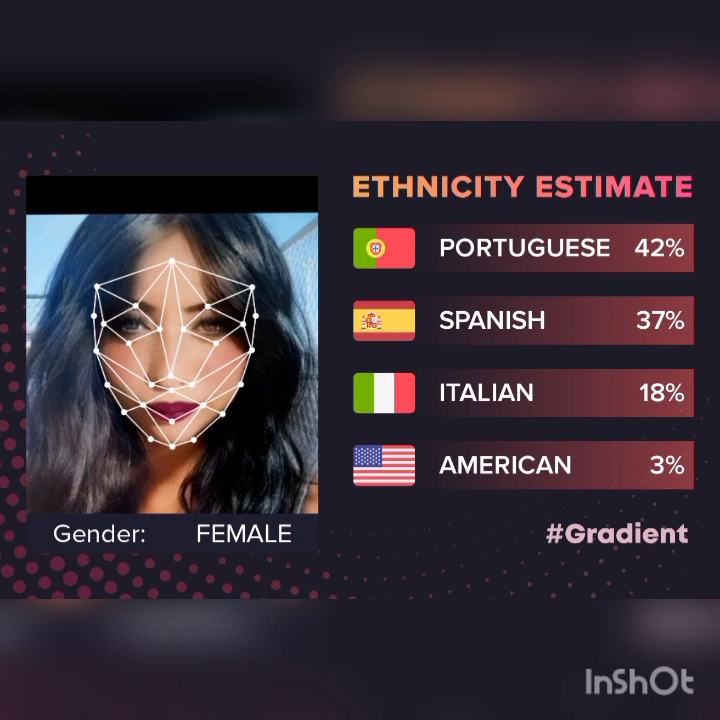 ETHNICITY ESTIMATE
PORTUGUESE 42%
SPANISH 37%
ITALIAN 18%
AMERICAN 3%
Gender: FEMALE
#Gradient
InShOt